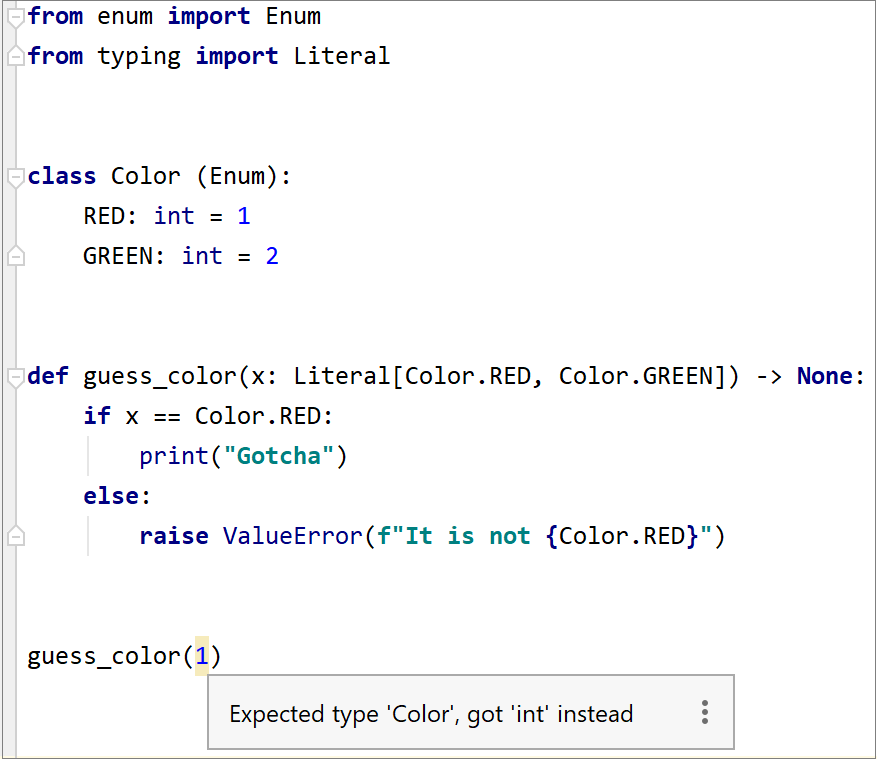 from enum import Enum
from typing import Literal
class Color (Enum):
    RED: int = 1
    GREEN: int = 2
def guess_color(x: Literal[Color.RED, Color.GREEN]) -> None:
    if x == Color.RED:
        print("Gotcha")
    else:
        raise ValueError(f"It is not {Color.RED}")
guess_color(1)
Expected type 'Color', got 'int' instead